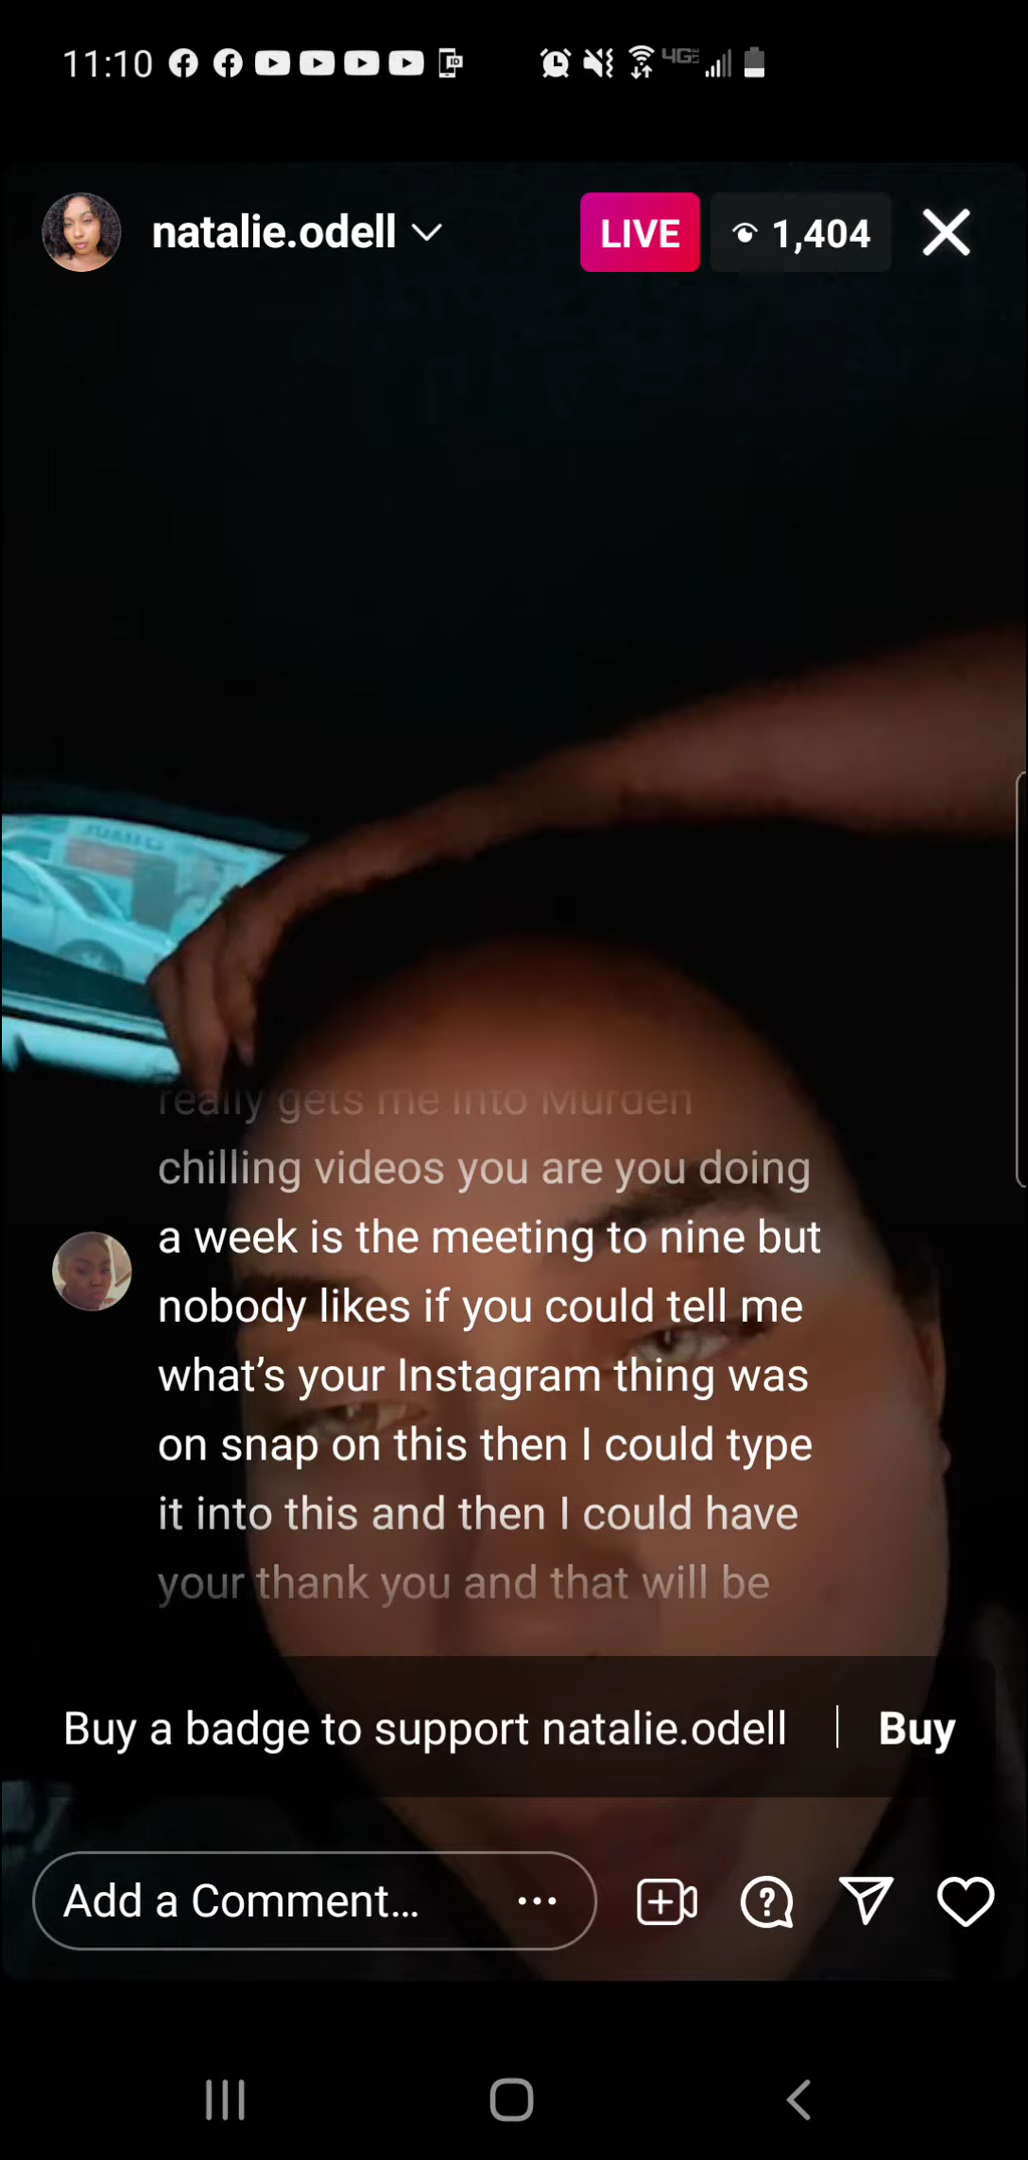 11:10
4GE
natalie.odell
LIVE
1,404
really gets me into Murden
chilling videos you are you doing
a week is the meeting to nine but
nobody likes if you could tell me
what’s your Instagram thing was
on snap on this then I could type
it into this and then I could have
your thank you and that will be
Buy a badge to support natalie.odell | Buy
Add a Comment...